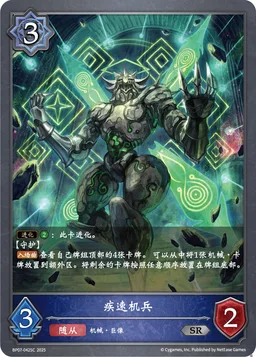 3
进化 2 ：此卡进化。
【守护】
入场曲 查看自己牌组顶部的4张卡牌。可以从中将1张机械·卡
牌放置到额外区。将剩余的卡牌按照任意顺序放置在牌组底部。
疾速机兵
3
随从 机械·巨像 SR 2
BP07-042SC 2025 © Cygames, Inc. Published by NetEase Games